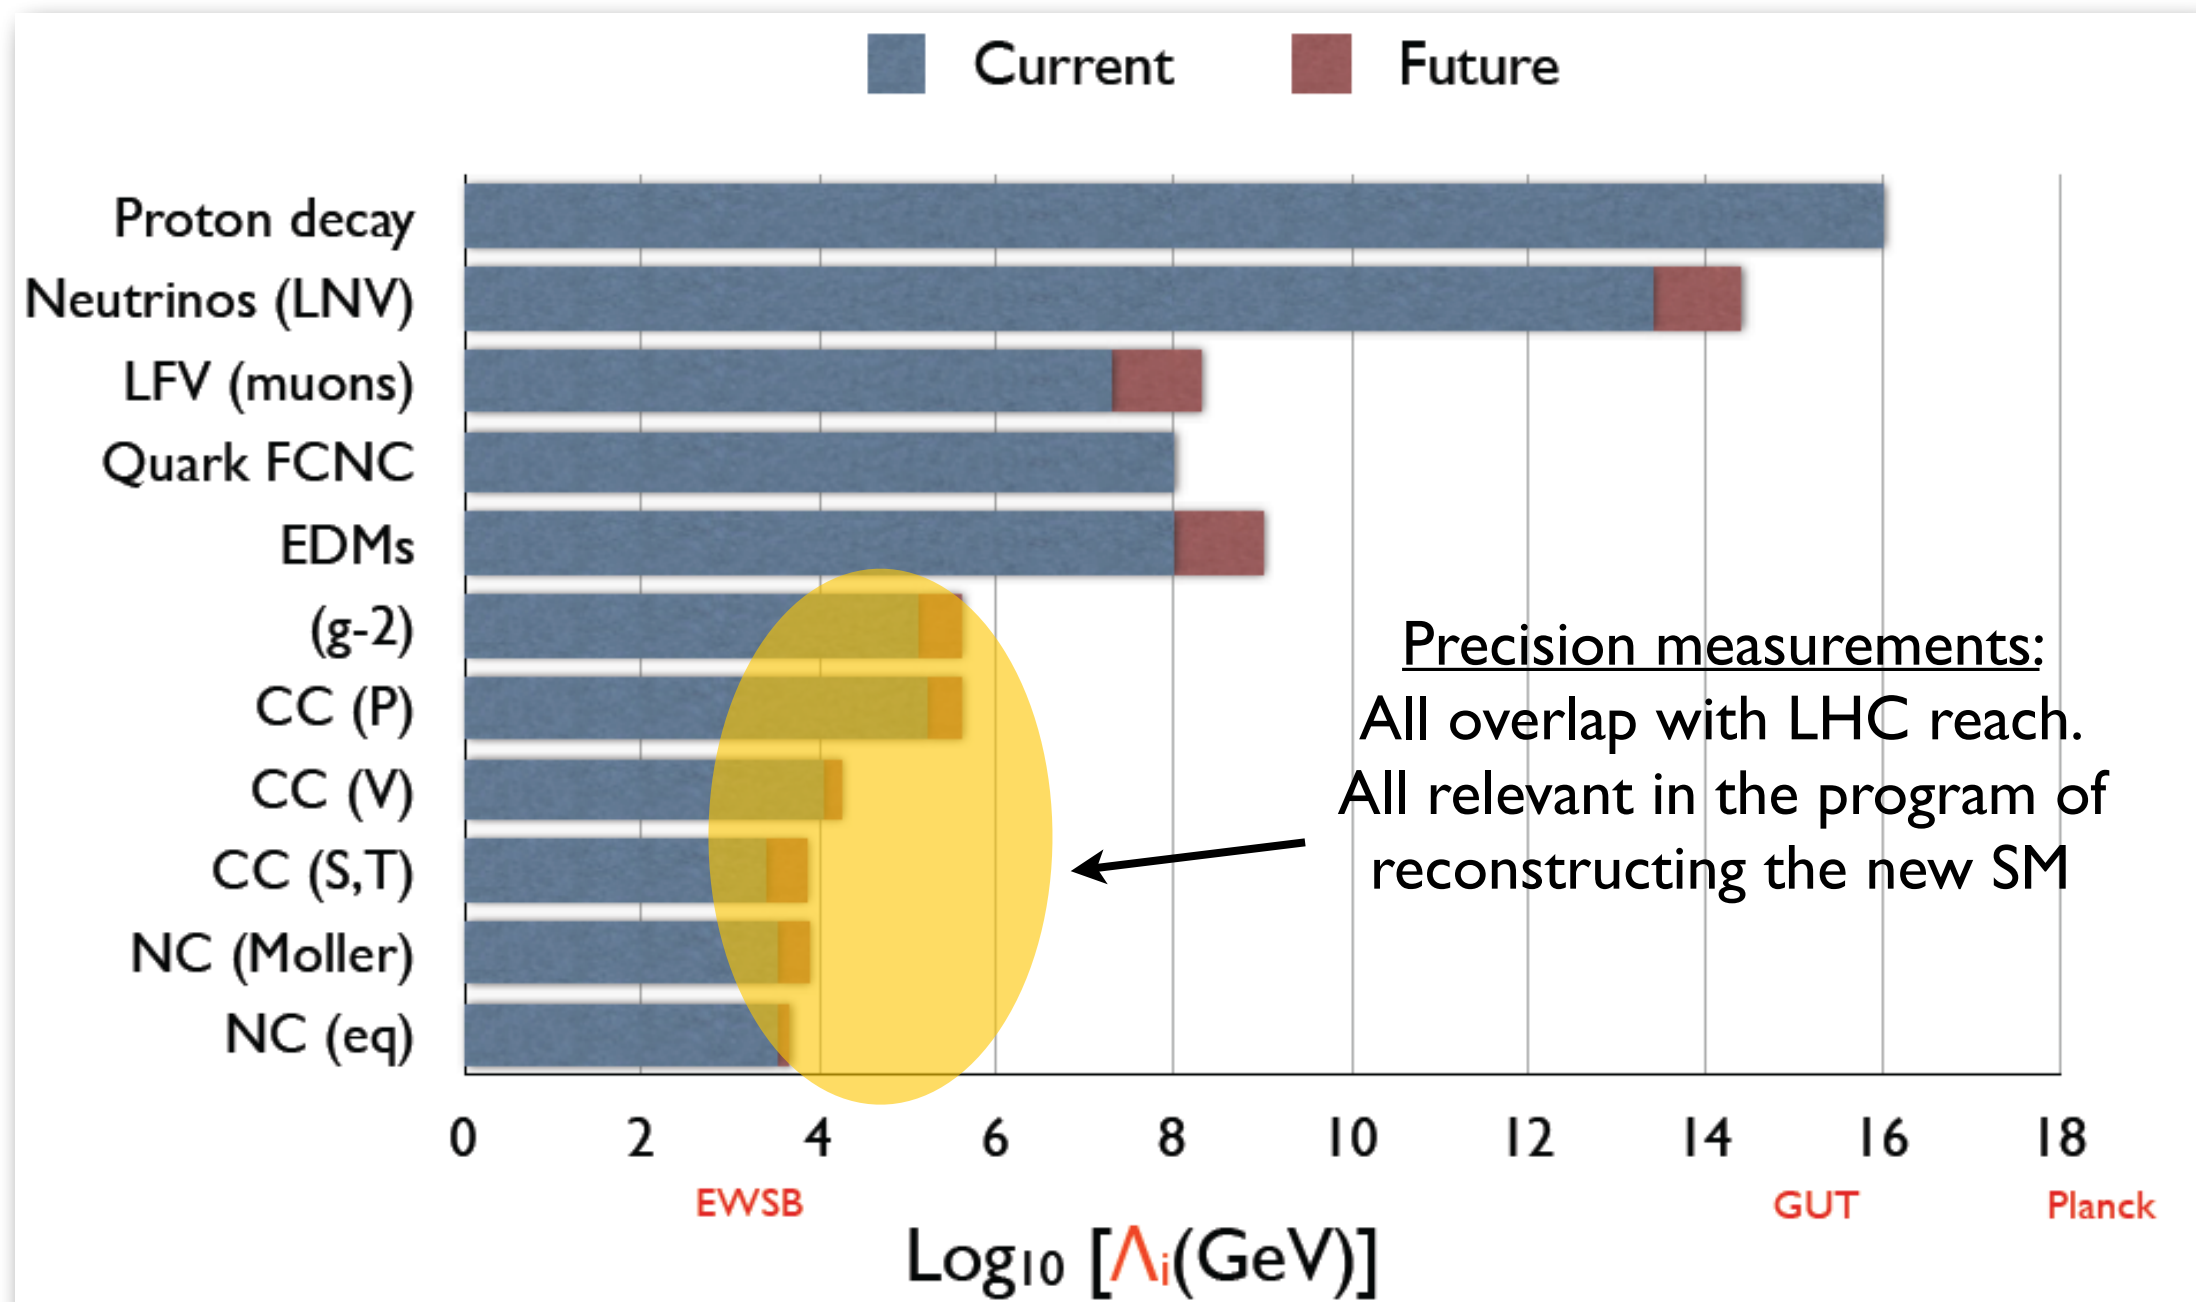 Current Future
Proton decay
Neutrinos (LNV)
LFV (muons)
Quark FCNC
EDMs
(g-2)
CC (P)
CC (V)
CC (S,T)
NC (Moller)
NC (eq)
Precision measurements:
All overlap with LHC reach.
All relevant in the program of
reconstructing the new SM
0 2 4 6 8 10 12 14 16 18
EWSB GUT Planck
Log₁₀ [Λᵢ(GeV)]